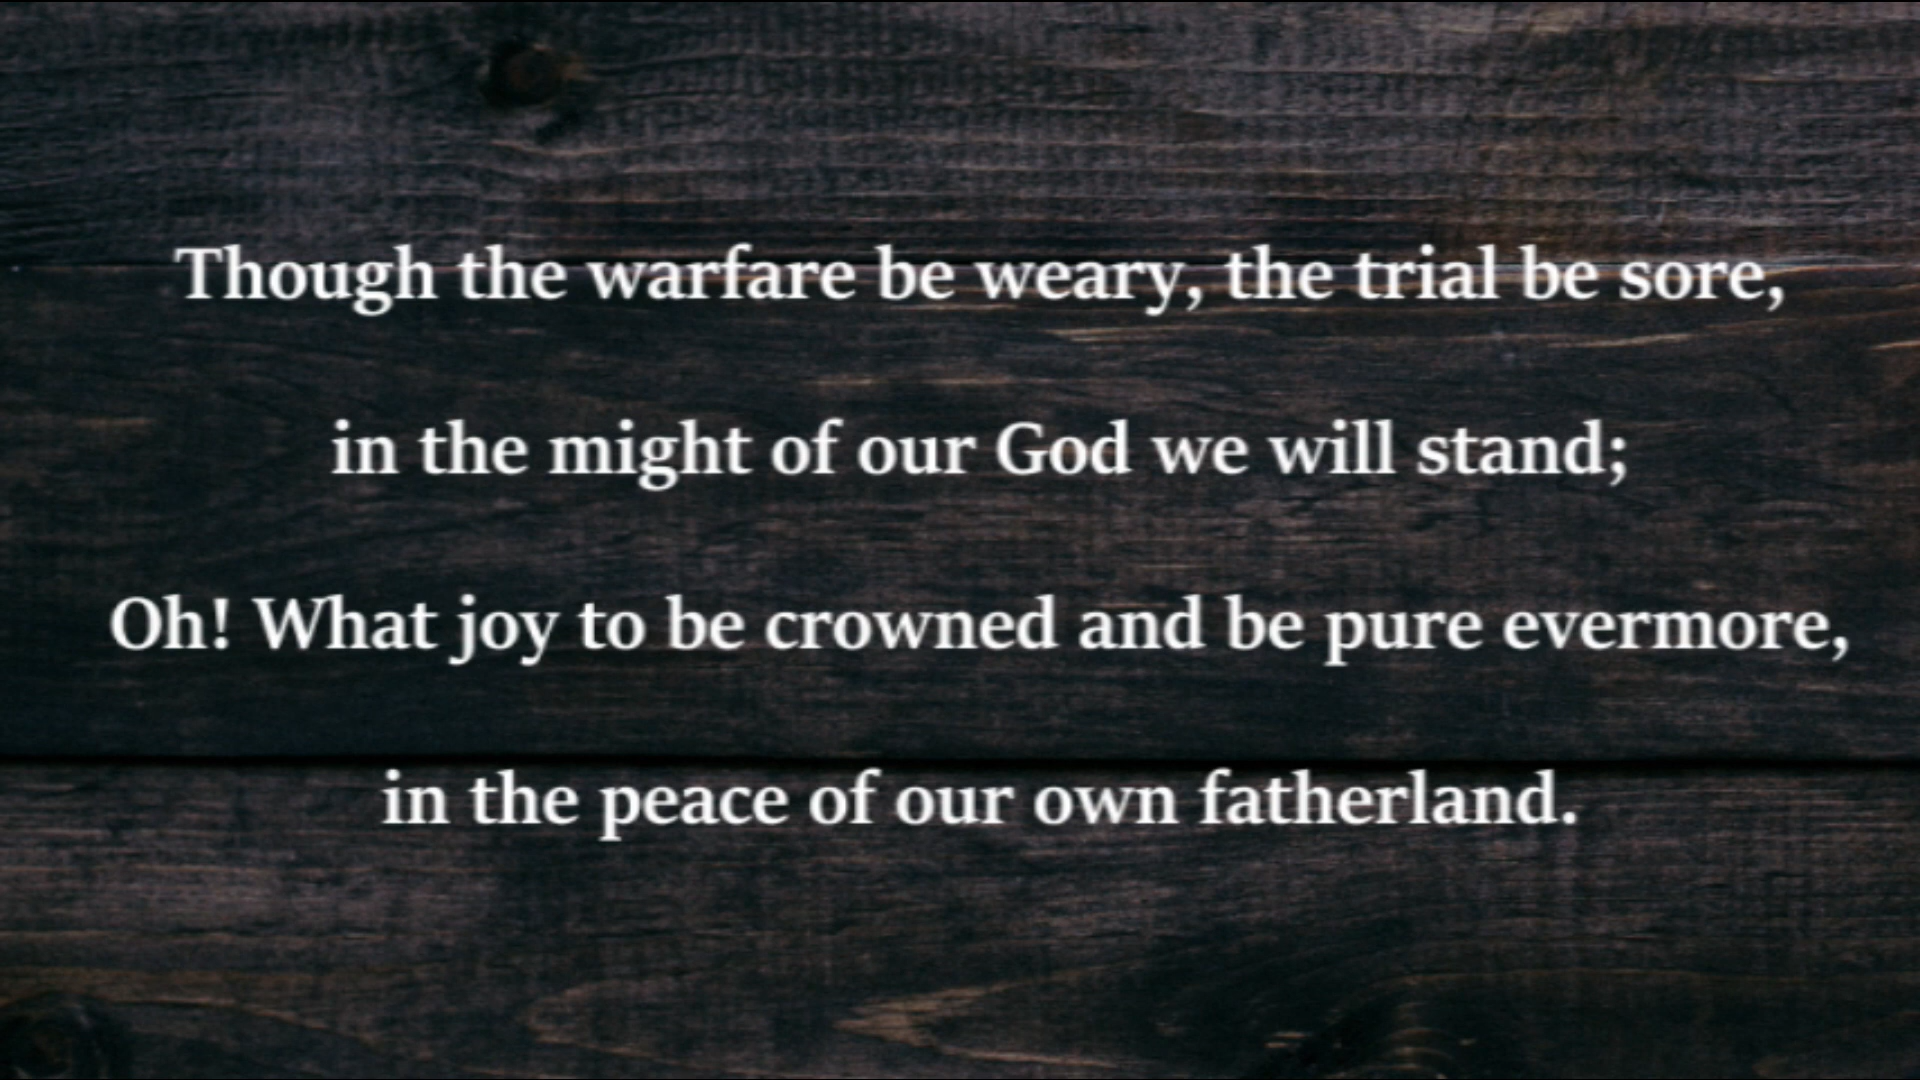 Though the warfare be weary, the trial be sore,
in the might of our God we will stand;
Oh! What joy to be crowned and be pure evermore,
in the peace of our own fatherland.